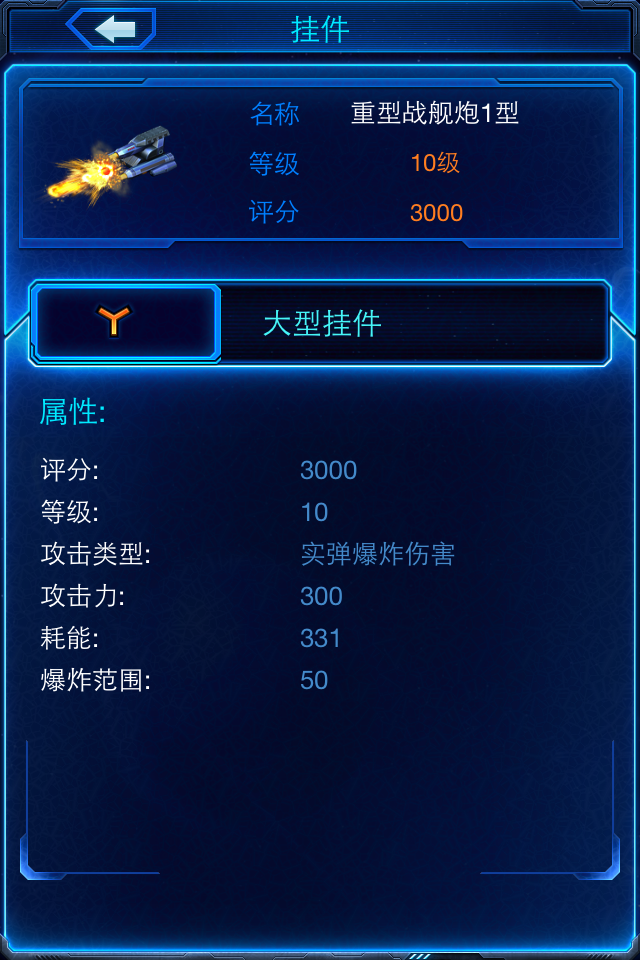 挂件
名称 重型战舰炮1型
等级 10级
评分 3000
大型挂件
属性:
评分: 3000
等级: 10
攻击类型: 实弹爆炸伤害
攻击力: 300
耗能: 331
爆炸范围: 50